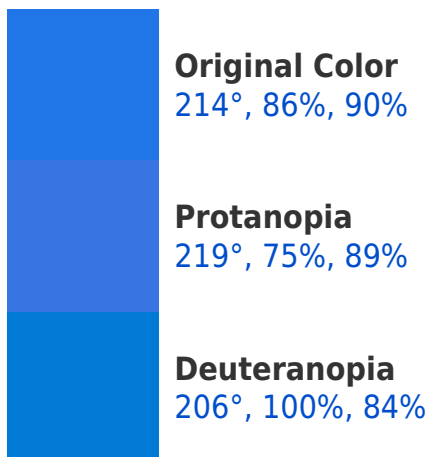 Original Color
214°, 86%, 90%
Protanopia
219°, 75%, 89%
Deuteranopia
206°, 100%, 84%